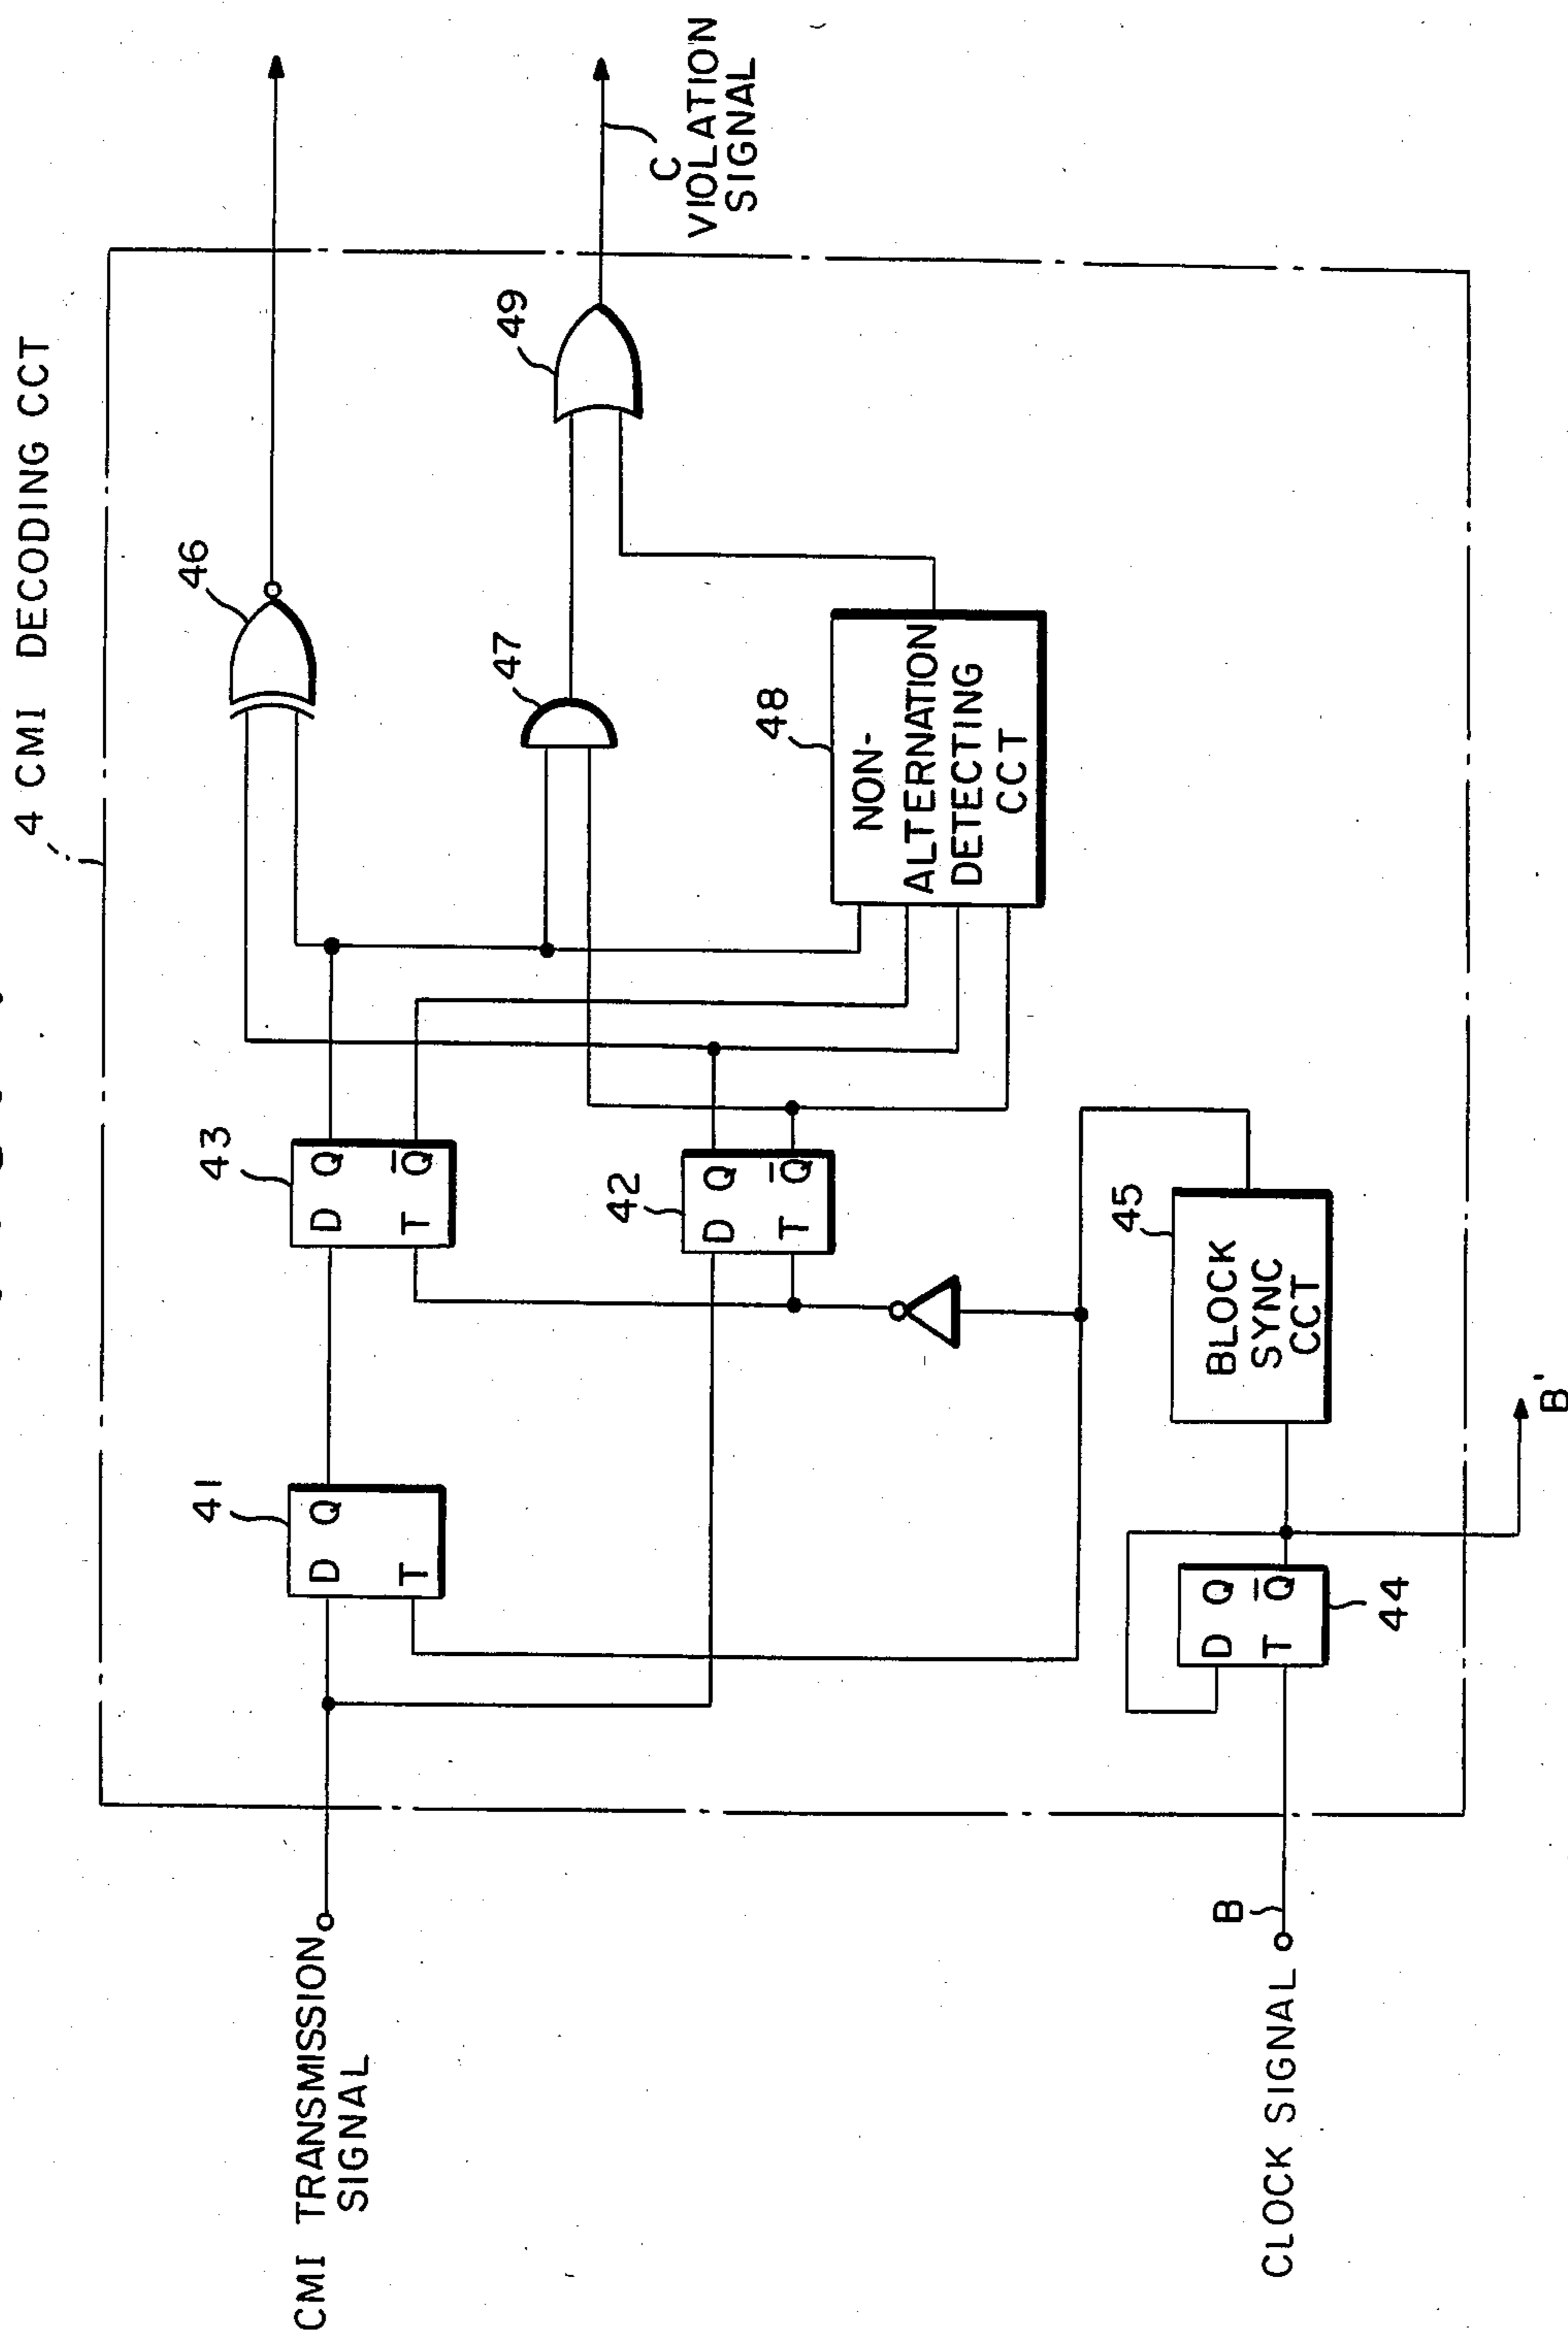 4 CMI DECODING CCT
46
49
C
VIOLATION
SIGNAL
47
48
NON-
ALTERNATION
DETECTING
CCT
43
D Q
T Q̅
42
D Q
T Q̅
41
D Q
T
45
BLOCK
SYNC
CCT
44
D Q
T Q̅
B'
CMI TRANSMISSION
SIGNAL
B
CLOCK SIGNAL